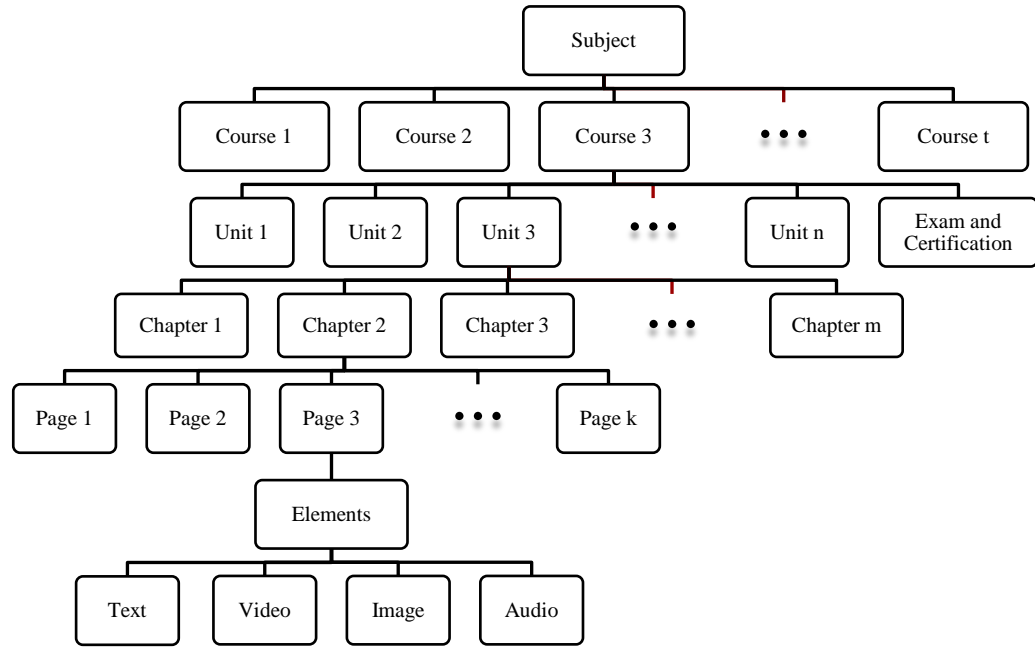 Subject
Course 1
Course 2
Course 3
•••
Course t
Unit 1
Unit 2
Unit 3
•••
Unit n
Exam and
Certification
Chapter 1
Chapter 2
Chapter 3
•••
Chapter m
Page 1
Page 2
Page 3
•••
Page k
Elements
Text
Video
Image
Audio